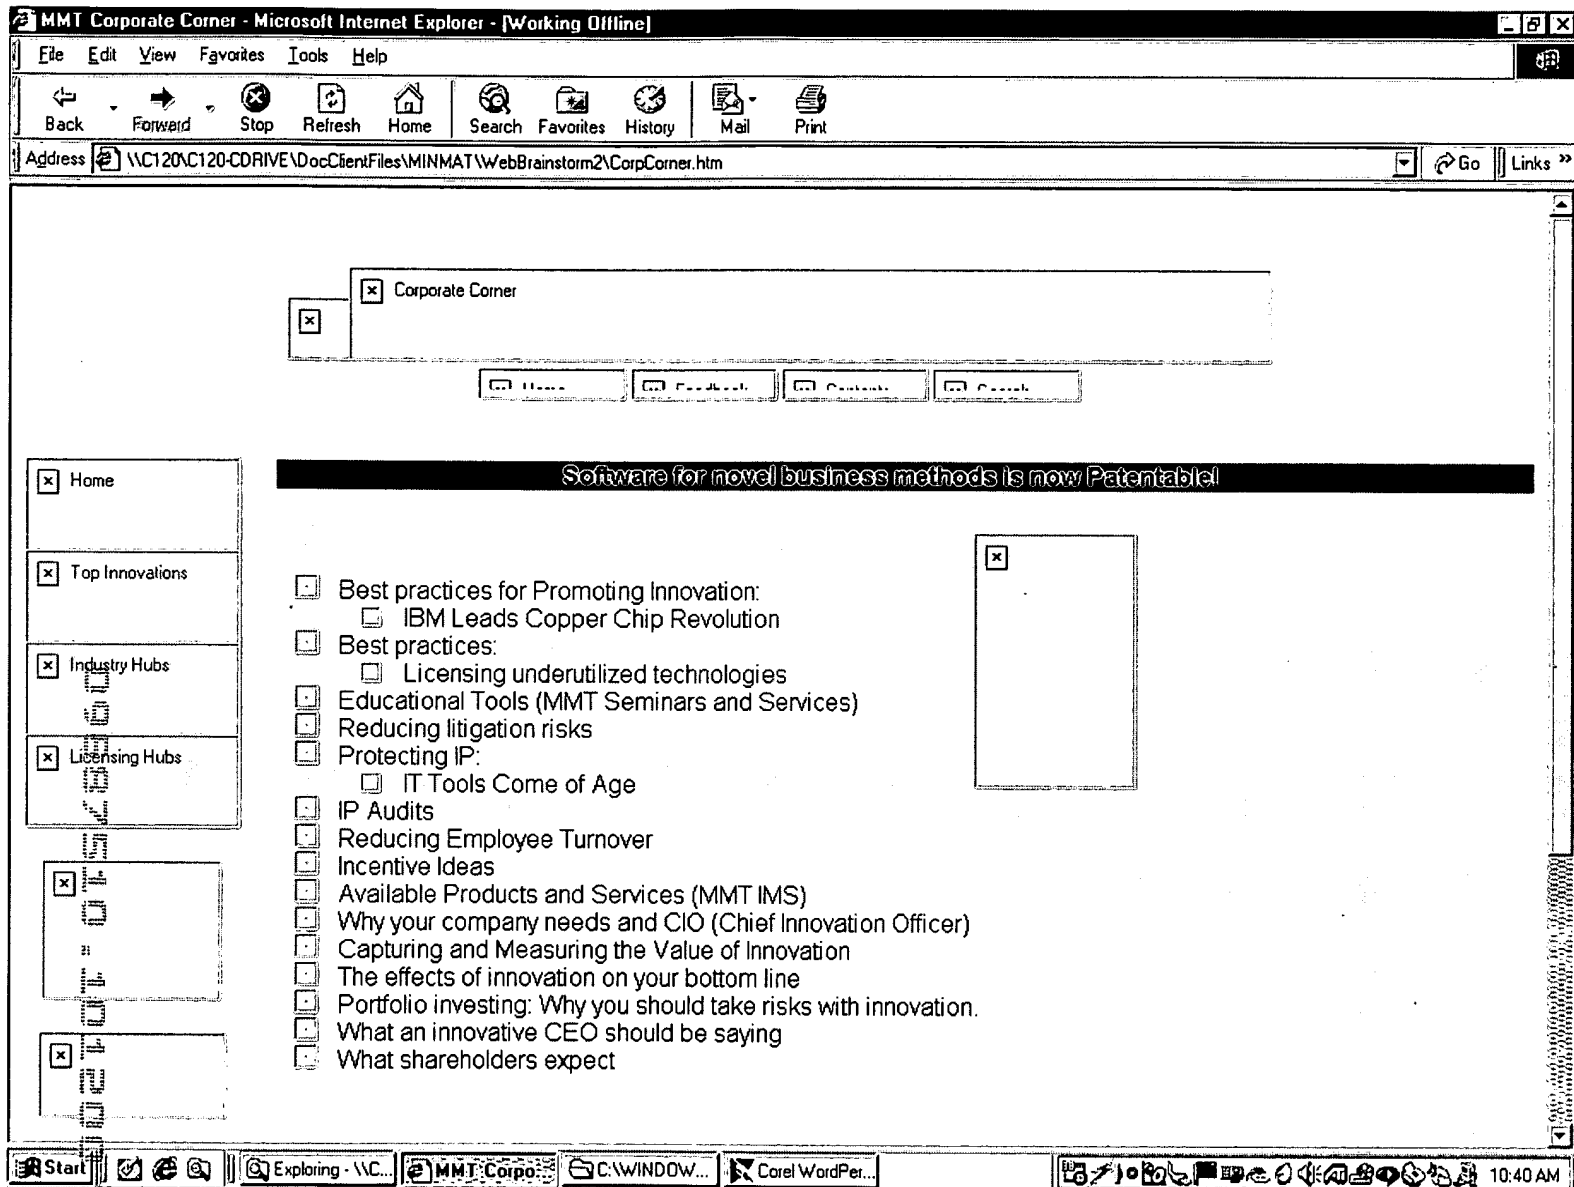 MMT Corporate Corner - Microsoft Internet Explorer - [Working Offline]
File Edit View Favorites Tools Help
Back Forward Stop Refresh Home Search Favorites History Mail Print
Address \\C120\C120-CDRIVE\DocClientFiles\MINMAT\WebBrainstorm2\CorpCorner.htm Go Links »
Corporate Corner
Home Feedback Contents Search
Software for novel business methods is now Patentable!
Home
Top Innovations
Industry Hubs
Licensing Hubs
Best practices for Promoting Innovation:
IBM Leads Copper Chip Revolution
Best practices:
Licensing underutilized technologies
Educational Tools (MMT Seminars and Services)
Reducing litigation risks
Protecting IP:
IT Tools Come of Age
IP Audits
Reducing Employee Turnover
Incentive Ideas
Available Products and Services (MMT IMS)
Why your company needs and CIO (Chief Innovation Officer)
Capturing and Measuring the Value of Innovation
The effects of innovation on your bottom line
Portfolio investing: Why you should take risks with innovation.
What an innovative CEO should be saying
What shareholders expect
Start Exploring - \\C... MMT Corpo... C:\WINDOW... Corel WordPer... 10:40 AM